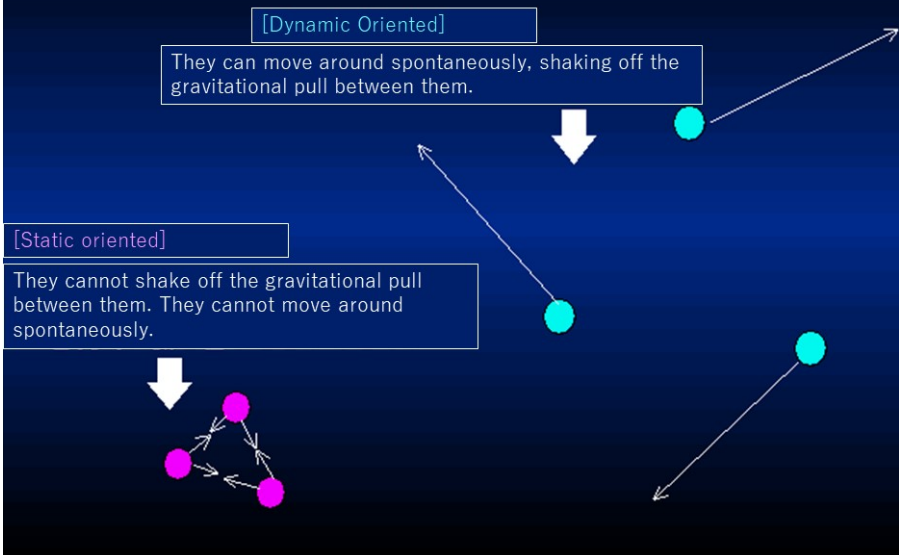 [Dynamic Oriented]
They can move around spontaneously, shaking off the
gravitational pull between them.
[Static oriented]
They cannot shake off the gravitational pull
between them. They cannot move around
spontaneously.